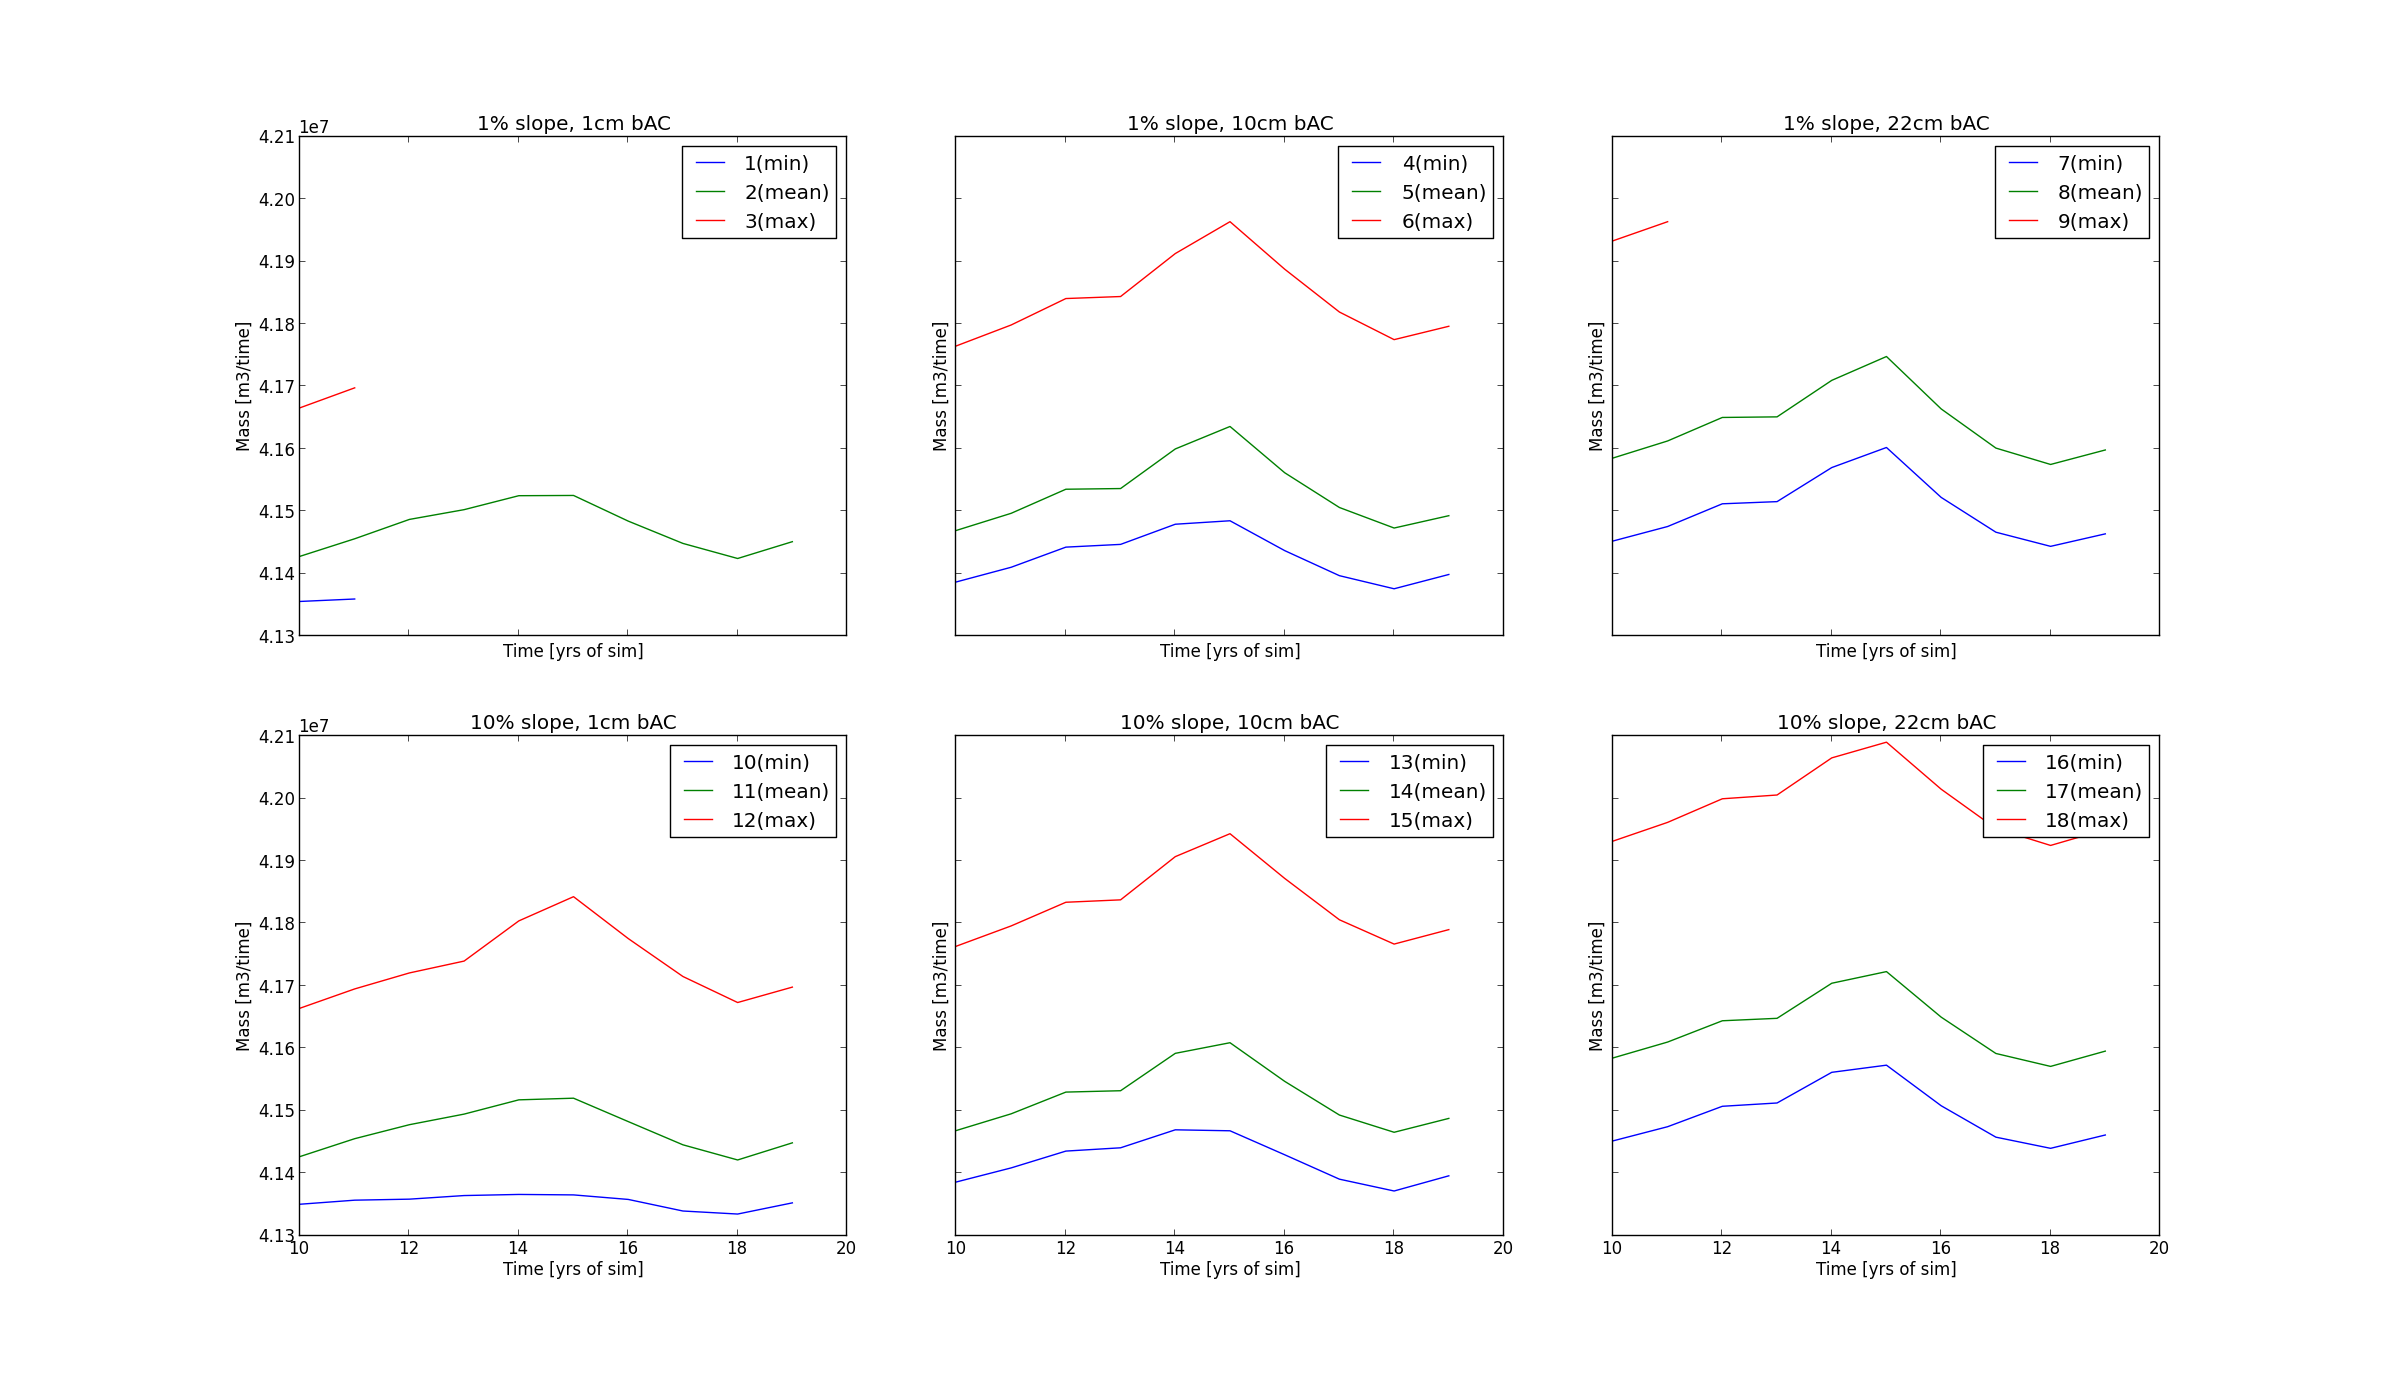 1% slope, 1cm bAC
1e7
4.21
4.20
4.19
4.18
4.17
4.16
4.15
4.14
4.13
Mass [m3/time]
1(min)
2(mean)
3(max)
Time [yrs of sim]
1% slope, 10cm bAC
Mass [m3/time]
4(min)
5(mean)
6(max)
Time [yrs of sim]
1% slope, 22cm bAC
Mass [m3/time]
7(min)
8(mean)
9(max)
Time [yrs of sim]
10% slope, 1cm bAC
1e7
4.21
4.20
4.19
4.18
4.17
4.16
4.15
4.14
4.13
Mass [m3/time]
10(min)
11(mean)
12(max)
10 12 14 16 18 20
Time [yrs of sim]
10% slope, 10cm bAC
Mass [m3/time]
13(min)
14(mean)
15(max)
10 12 14 16 18 20
Time [yrs of sim]
10% slope, 22cm bAC
Mass [m3/time]
16(min)
17(mean)
18(max)
10 12 14 16 18 20
Time [yrs of sim]